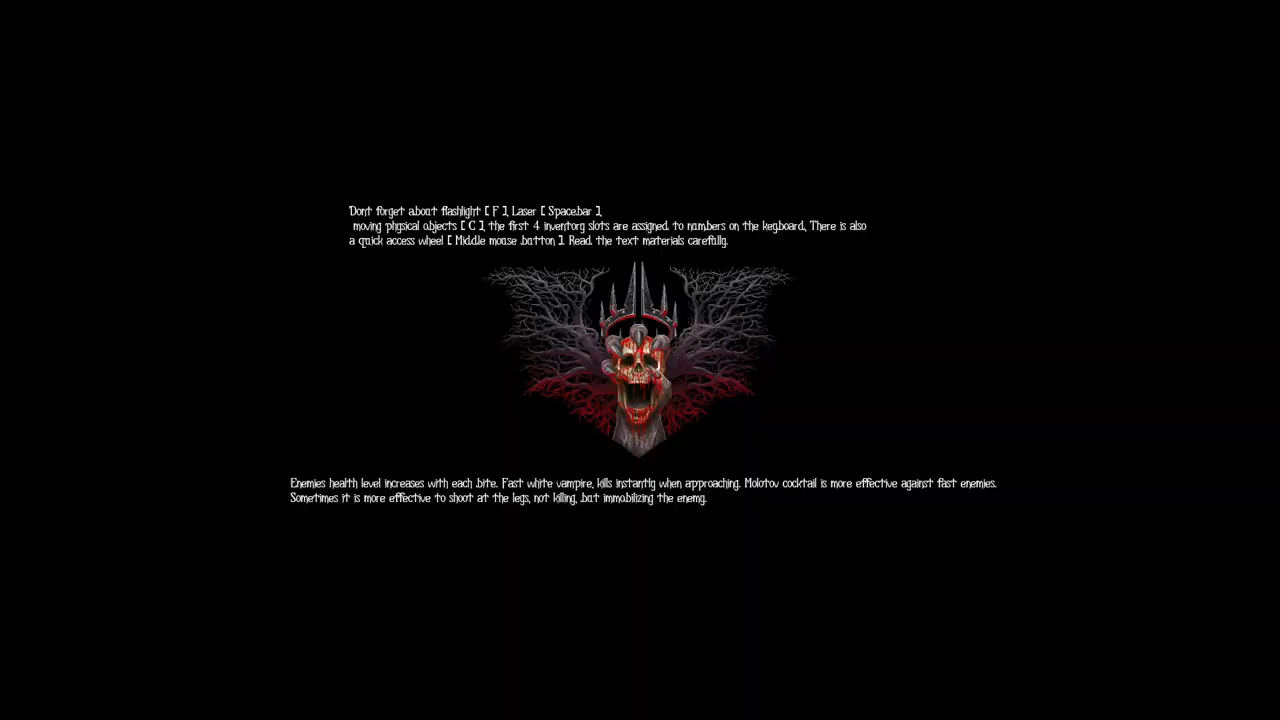 Dont forget about flashlight [ F ], Laser [ Spacebar ],
moving physical objects [ C ], the first 4 inventory slots are assigned to numbers on the keyboard, There is also
a quick access wheel [ Middle mouse button ]. Read the text materials carefully.
Enemies health level increases with each bite. Fast white vampire, kills instantly when approaching. Molotov cocktail is more effective against fast enemies.
Sometimes it is more effective to shoot at the legs, not killing, but immobilizing the enemy.